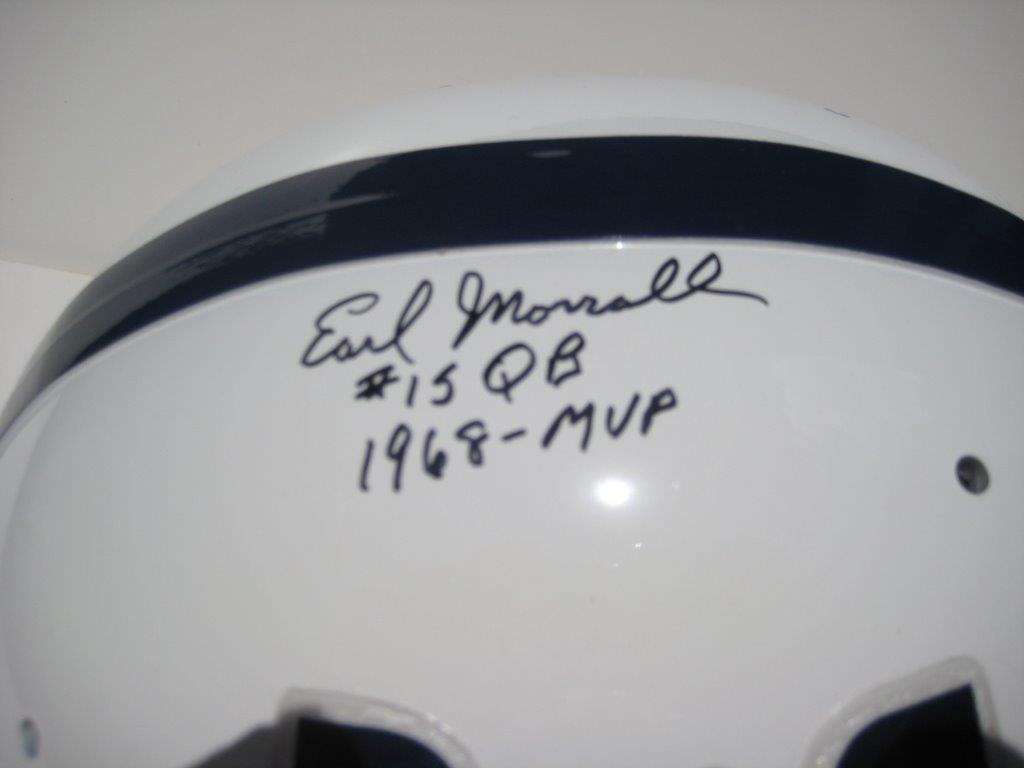 Earl Morrall
#15 QB
1968-MVP